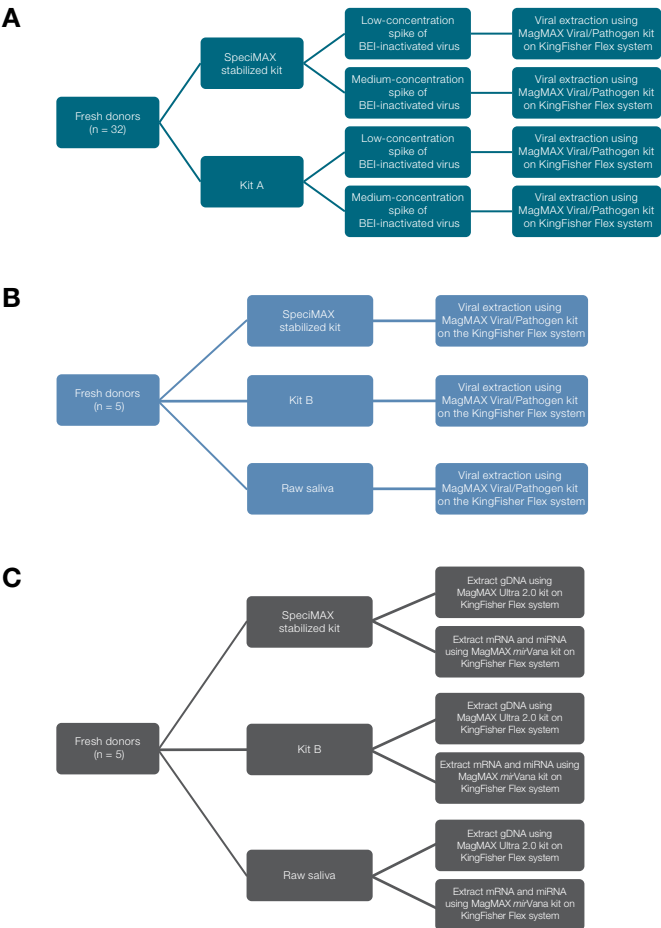 A
Fresh donors
(n = 32)
SpeciMAX
stabilized kit
Low-concentration
spike of
BEI-inactivated virus
Viral extraction using
MagMAX Viral/Pathogen kit
on KingFisher Flex system
Medium-concentration
spike of
BEI-inactivated virus
Viral extraction using
MagMAX Viral/Pathogen kit
on KingFisher Flex system
Kit A
Low-concentration
spike of
BEI-inactivated virus
Viral extraction using
MagMAX Viral/Pathogen kit
on KingFisher Flex system
Medium-concentration
spike of
BEI-inactivated virus
Viral extraction using
MagMAX Viral/Pathogen kit
on KingFisher Flex system
B
Fresh donors
(n = 5)
SpeciMAX
stabilized kit
Viral extraction using
MagMAX Viral/Pathogen kit
on the KingFisher Flex system
Kit B
Viral extraction using
MagMAX Viral/Pathogen kit
on the KingFisher Flex system
Raw saliva
Viral extraction using
MagMAX Viral/Pathogen kit
on the KingFisher Flex system
C
Fresh donors
(n = 5)
SpeciMAX
stabilized kit
Extract gDNA using
MagMAX Ultra 2.0 kit on
KingFisher Flex system
Extract mRNA and miRNA
using MagMAX mirVana kit on
KingFisher Flex system
Kit B
Extract gDNA using
MagMAX Ultra 2.0 kit on
KingFisher Flex system
Extract mRNA and miRNA using
MagMAX mirVana kit on
KingFisher Flex system
Raw saliva
Extract gDNA using
MagMAX Ultra 2.0 kit on
KingFisher Flex system
Extract mRNA and miRNA
using MagMAX mirVana kit on
KingFisher Flex system